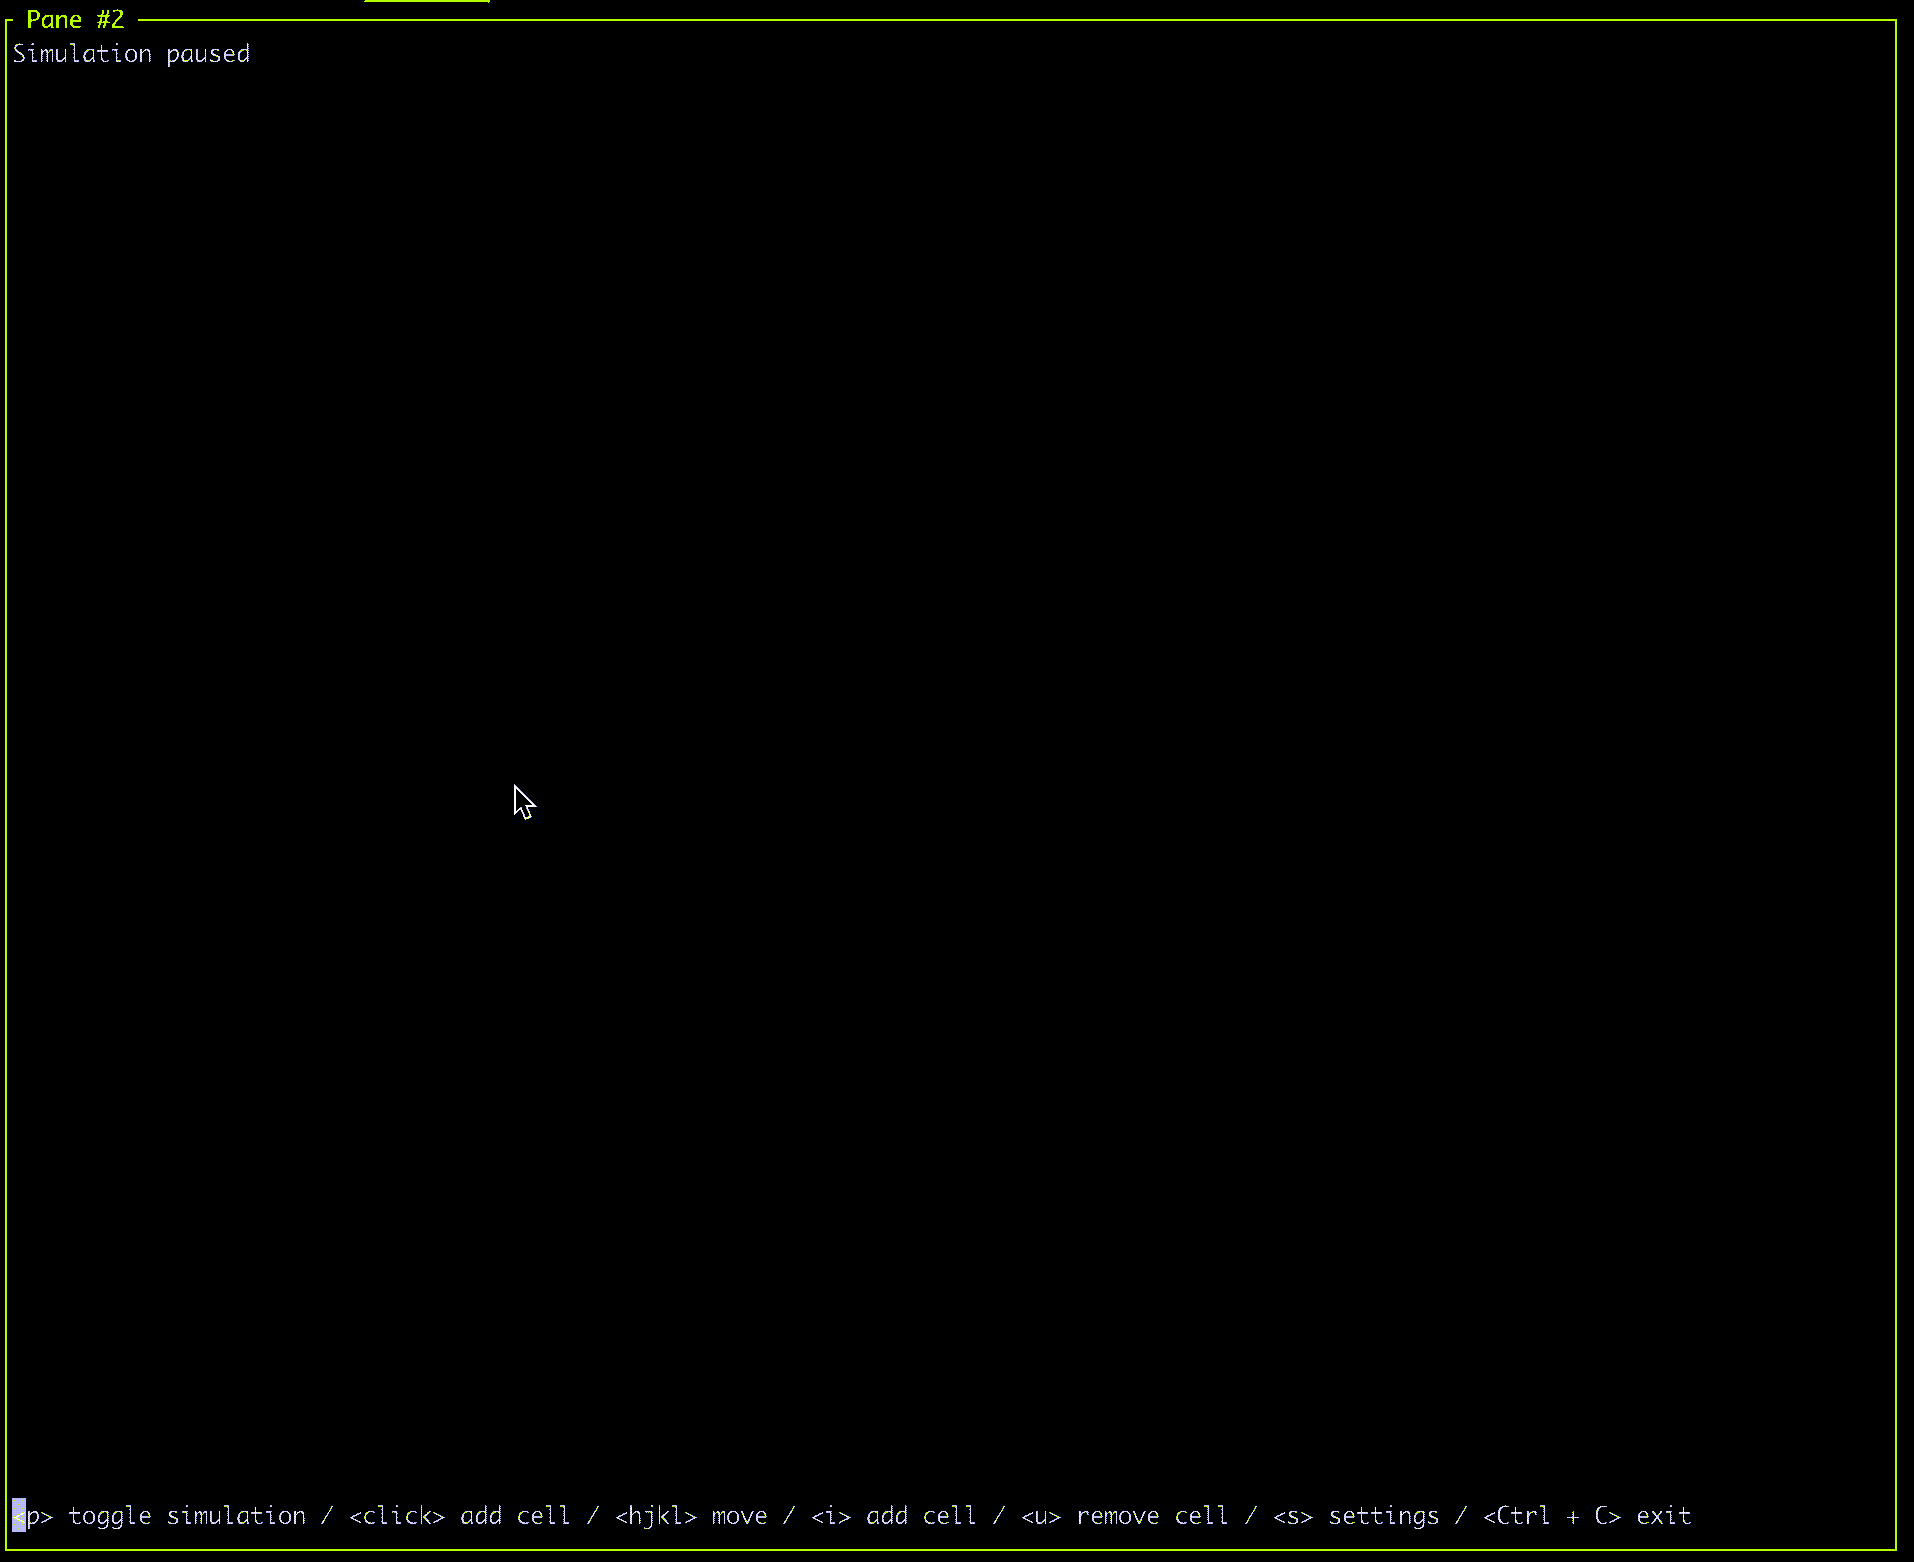 Pane #2
Simulation paused
<p> toggle simulation / <click> add cell / <hjkl> move / <i> add cell / <u> remove cell / <s> settings / <Ctrl + C> exit